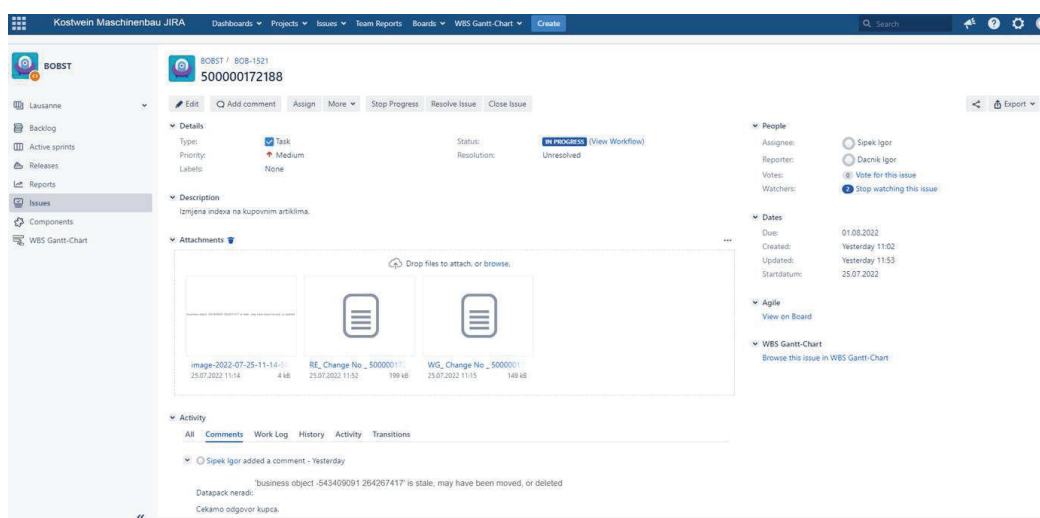 Kostwein Maschinenbau JIRA Dashboards Projects Issues Team Reports Boards WBS Gantt-Chart Create Search
BOBST
Lausanne
Backlog
Active sprints
Releases
Reports
Issues
Components
WBS Gantt-Chart
BOBST / BOB-1521
500000172188
Edit Add comment Assign More Stop Progress Resolve Issue Close Issue Export
Details
Type: Task Status: IN PROGRESS (View Workflow)
Priority: Medium Resolution: Unresolved
Labels: None
Description
Izmjena indexa na kupovnim artiklima.
Attachments
Drop files to attach, or browse.
image-2022-07-25-11-14-
25.07.2022 11:14 4 kB
RE_ Change No _ 50000017
25.07.2022 11:52 199 kB
WG_ Change No _ 5000001
25.07.2022 11:15 149 kB
Activity
All Comments Work Log History Activity Transitions
Sipek Igor added a comment - Yesterday
'business object -543409091 264267417' is stale, may have been moved, or deleted
Datapack neradi:
Cekamo odgovor kupca.
People
Assignee: Sipek Igor
Reporter: Dacnik Igor
Votes: 0 Vote for this issue
Watchers: 2 Stop watching this issue
Dates
Due: 01.08.2022
Created: Yesterday 11:02
Updated: Yesterday 11:53
Startdatum: 25.07.2022
Agile
View on Board
WBS Gantt-Chart
Browse this issue in WBS Gantt-Chart